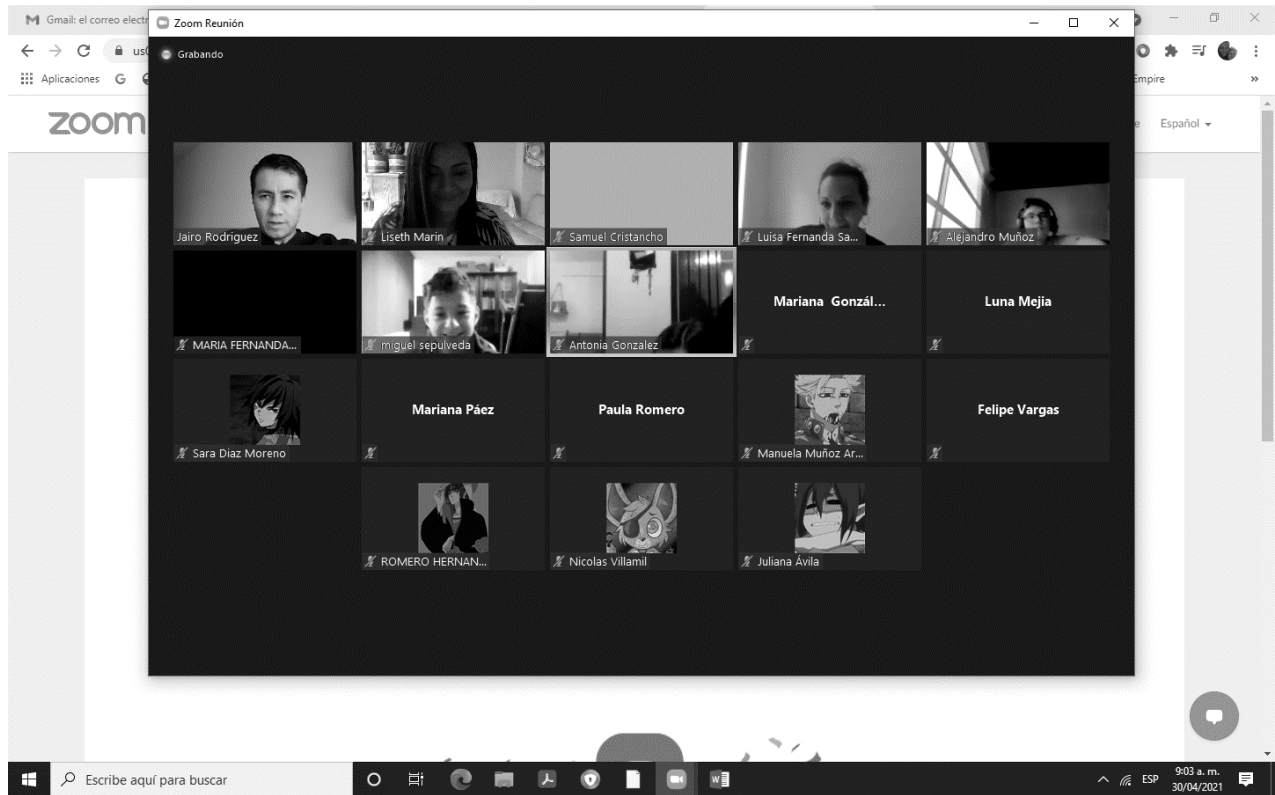 Gmail: el correo electr
Zoom Reunión
Grabando
Aplicaciones
Empire
zoom
Español
Jairo Rodriguez
Liseth Marin
Samuel Cristancho
Luisa Fernanda Sa...
Alejandro Muñoz
MARIA FERNANDA...
miguel sepulveda
Antonia Gonzalez
Mariana Gonzál...
Luna Mejia
Sara Diaz Moreno
Mariana Páez
Paula Romero
Manuela Muñoz Ar...
Felipe Vargas
ROMERO HERNAN...
Nicolas Villamil
Juliana Ávila
Escribe aquí para buscar
ESP
9:03 a. m.
30/04/2021